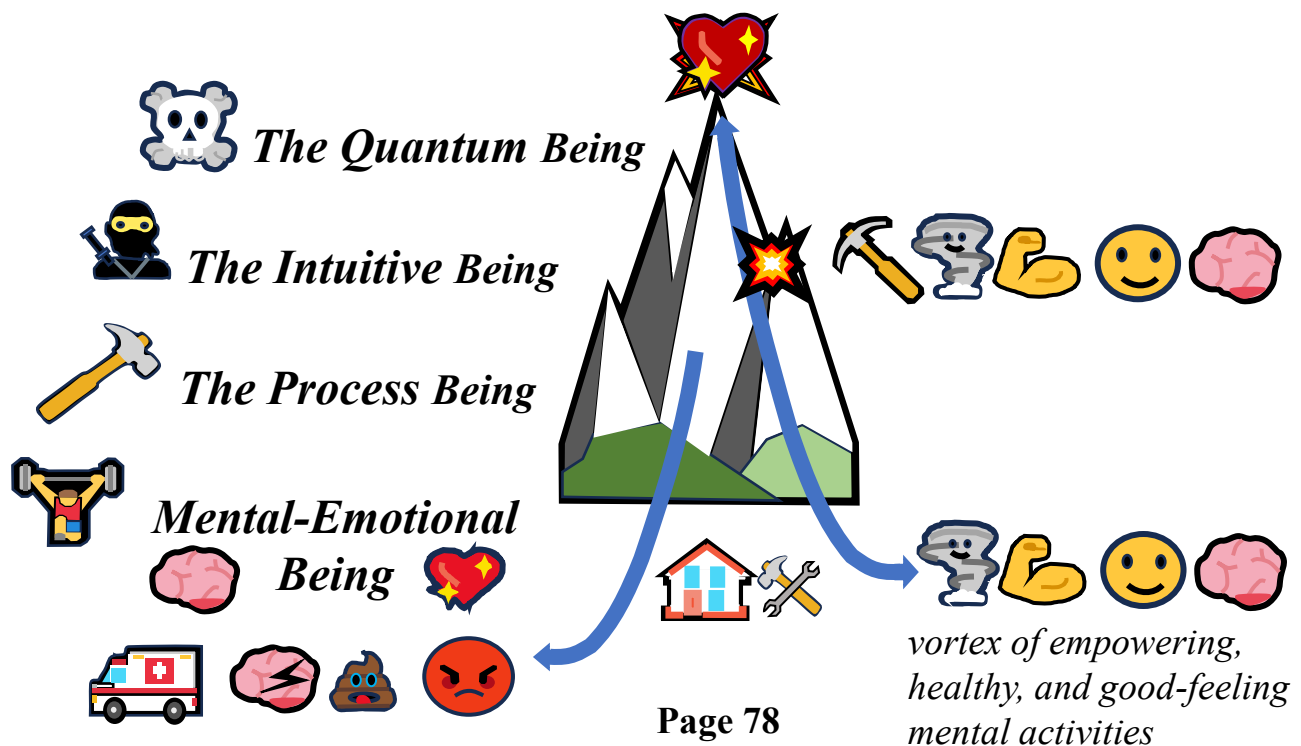 The Quantum Being
The Intuitive Being
The Process Being
Mental-Emotional
Being
vortex of empowering,
healthy, and good-feeling
mental activities
Page 78